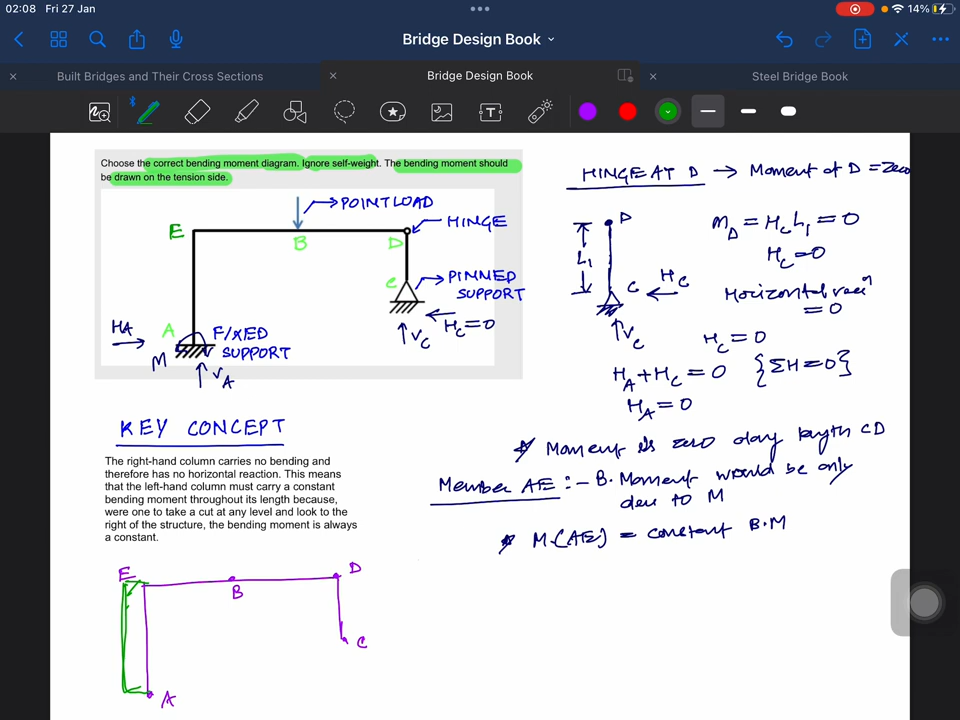 02:08 Fri 27 Jan
14%
Bridge Design Book
Built Bridges and Their Cross Sections
Bridge Design Book
Steel Bridge Book
Choose the correct bending moment diagram. Ignore self-weight. The bending moment should
be drawn on the tension side.
POINT LOAD
HINGE
E
B
D
C
PINNED
SUPPORT
HA
A
FIXED
SUPPORT
M
VA
VC
HC=0
HINGE AT D → Moment at D = Zero
D
L1
C
HC
VC
MD = HC L1 = 0
HC=0
Horizontal reacn
= 0
HC = 0
HA + HC = 0 {ΣH=0}
HA = 0
KEY CONCEPT
The right-hand column carries no bending and
therefore has no horizontal reaction. This means
that the left-hand column must carry a constant
bending moment throughout its length because,
were one to take a cut at any level and look to the
right of the structure, the bending moment is always
a constant.
Moment is zero along length CD
Member AE :- B.Moment would be only
due to M
M(AE) = constant B.M
E
B
D
C
A